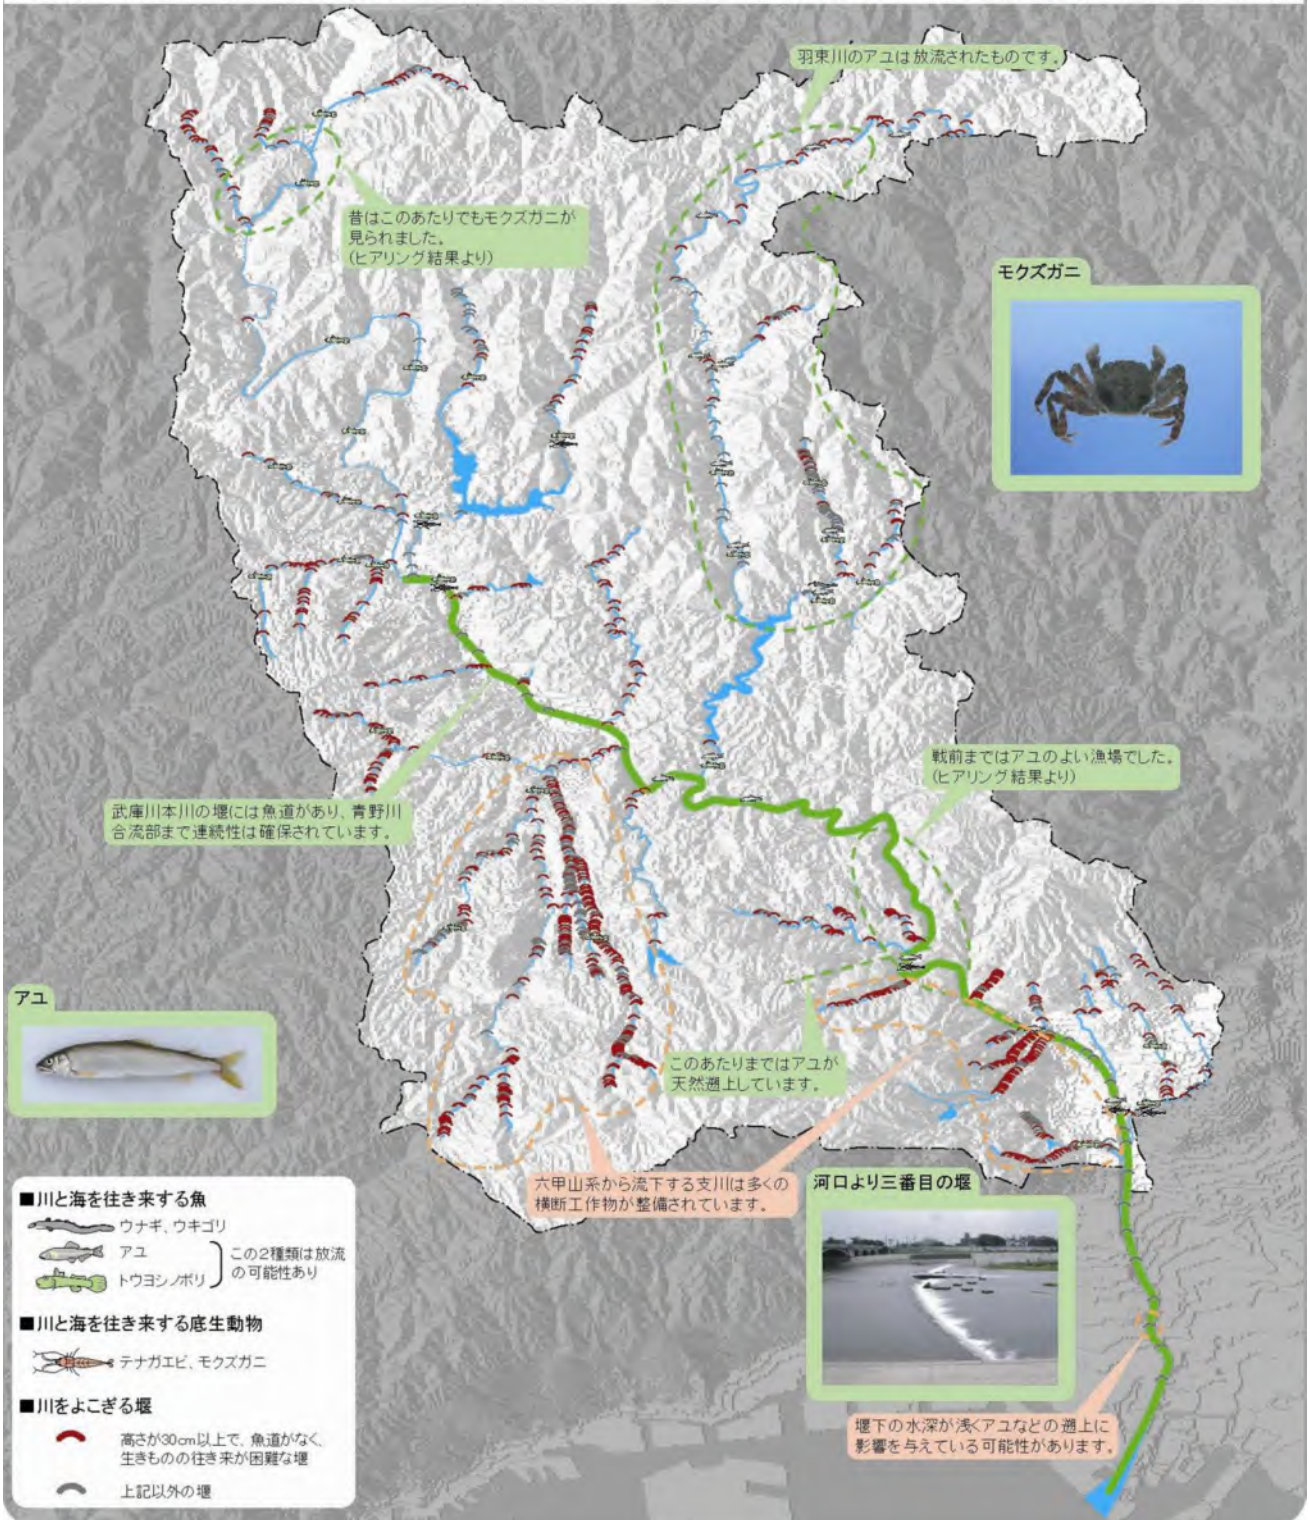 羽束川のアユは放流されたものです。
昔はこのあたりでもモクズガニが
見られました。
(ヒアリング結果より)
モクズガニ
戦前まではアユのよい漁場でした。
(ヒアリング結果より)
武庫川本川の堰には魚道があり、青野川
合流部まで連続性は確保されています。
アユ
このあたりまではアユが
天然遡上しています。
六甲山系から流下する支川は多くの
横断工作物が整備されています。
河口より三番目の堰
堰下の水深が浅くアユなどの遡上に
影響を与えている可能性があります。
■川と海を往き来する魚
ウナギ、ウキゴリ
アユ
トウヨシノボリ
この2種類は放流
の可能性あり
■川と海を往き来する底生動物
テナガエビ、モクズガニ
■川をよこぎる堰
高さが30cm以上で、魚道がなく、
生きものの往き来が困難な堰
上記以外の堰